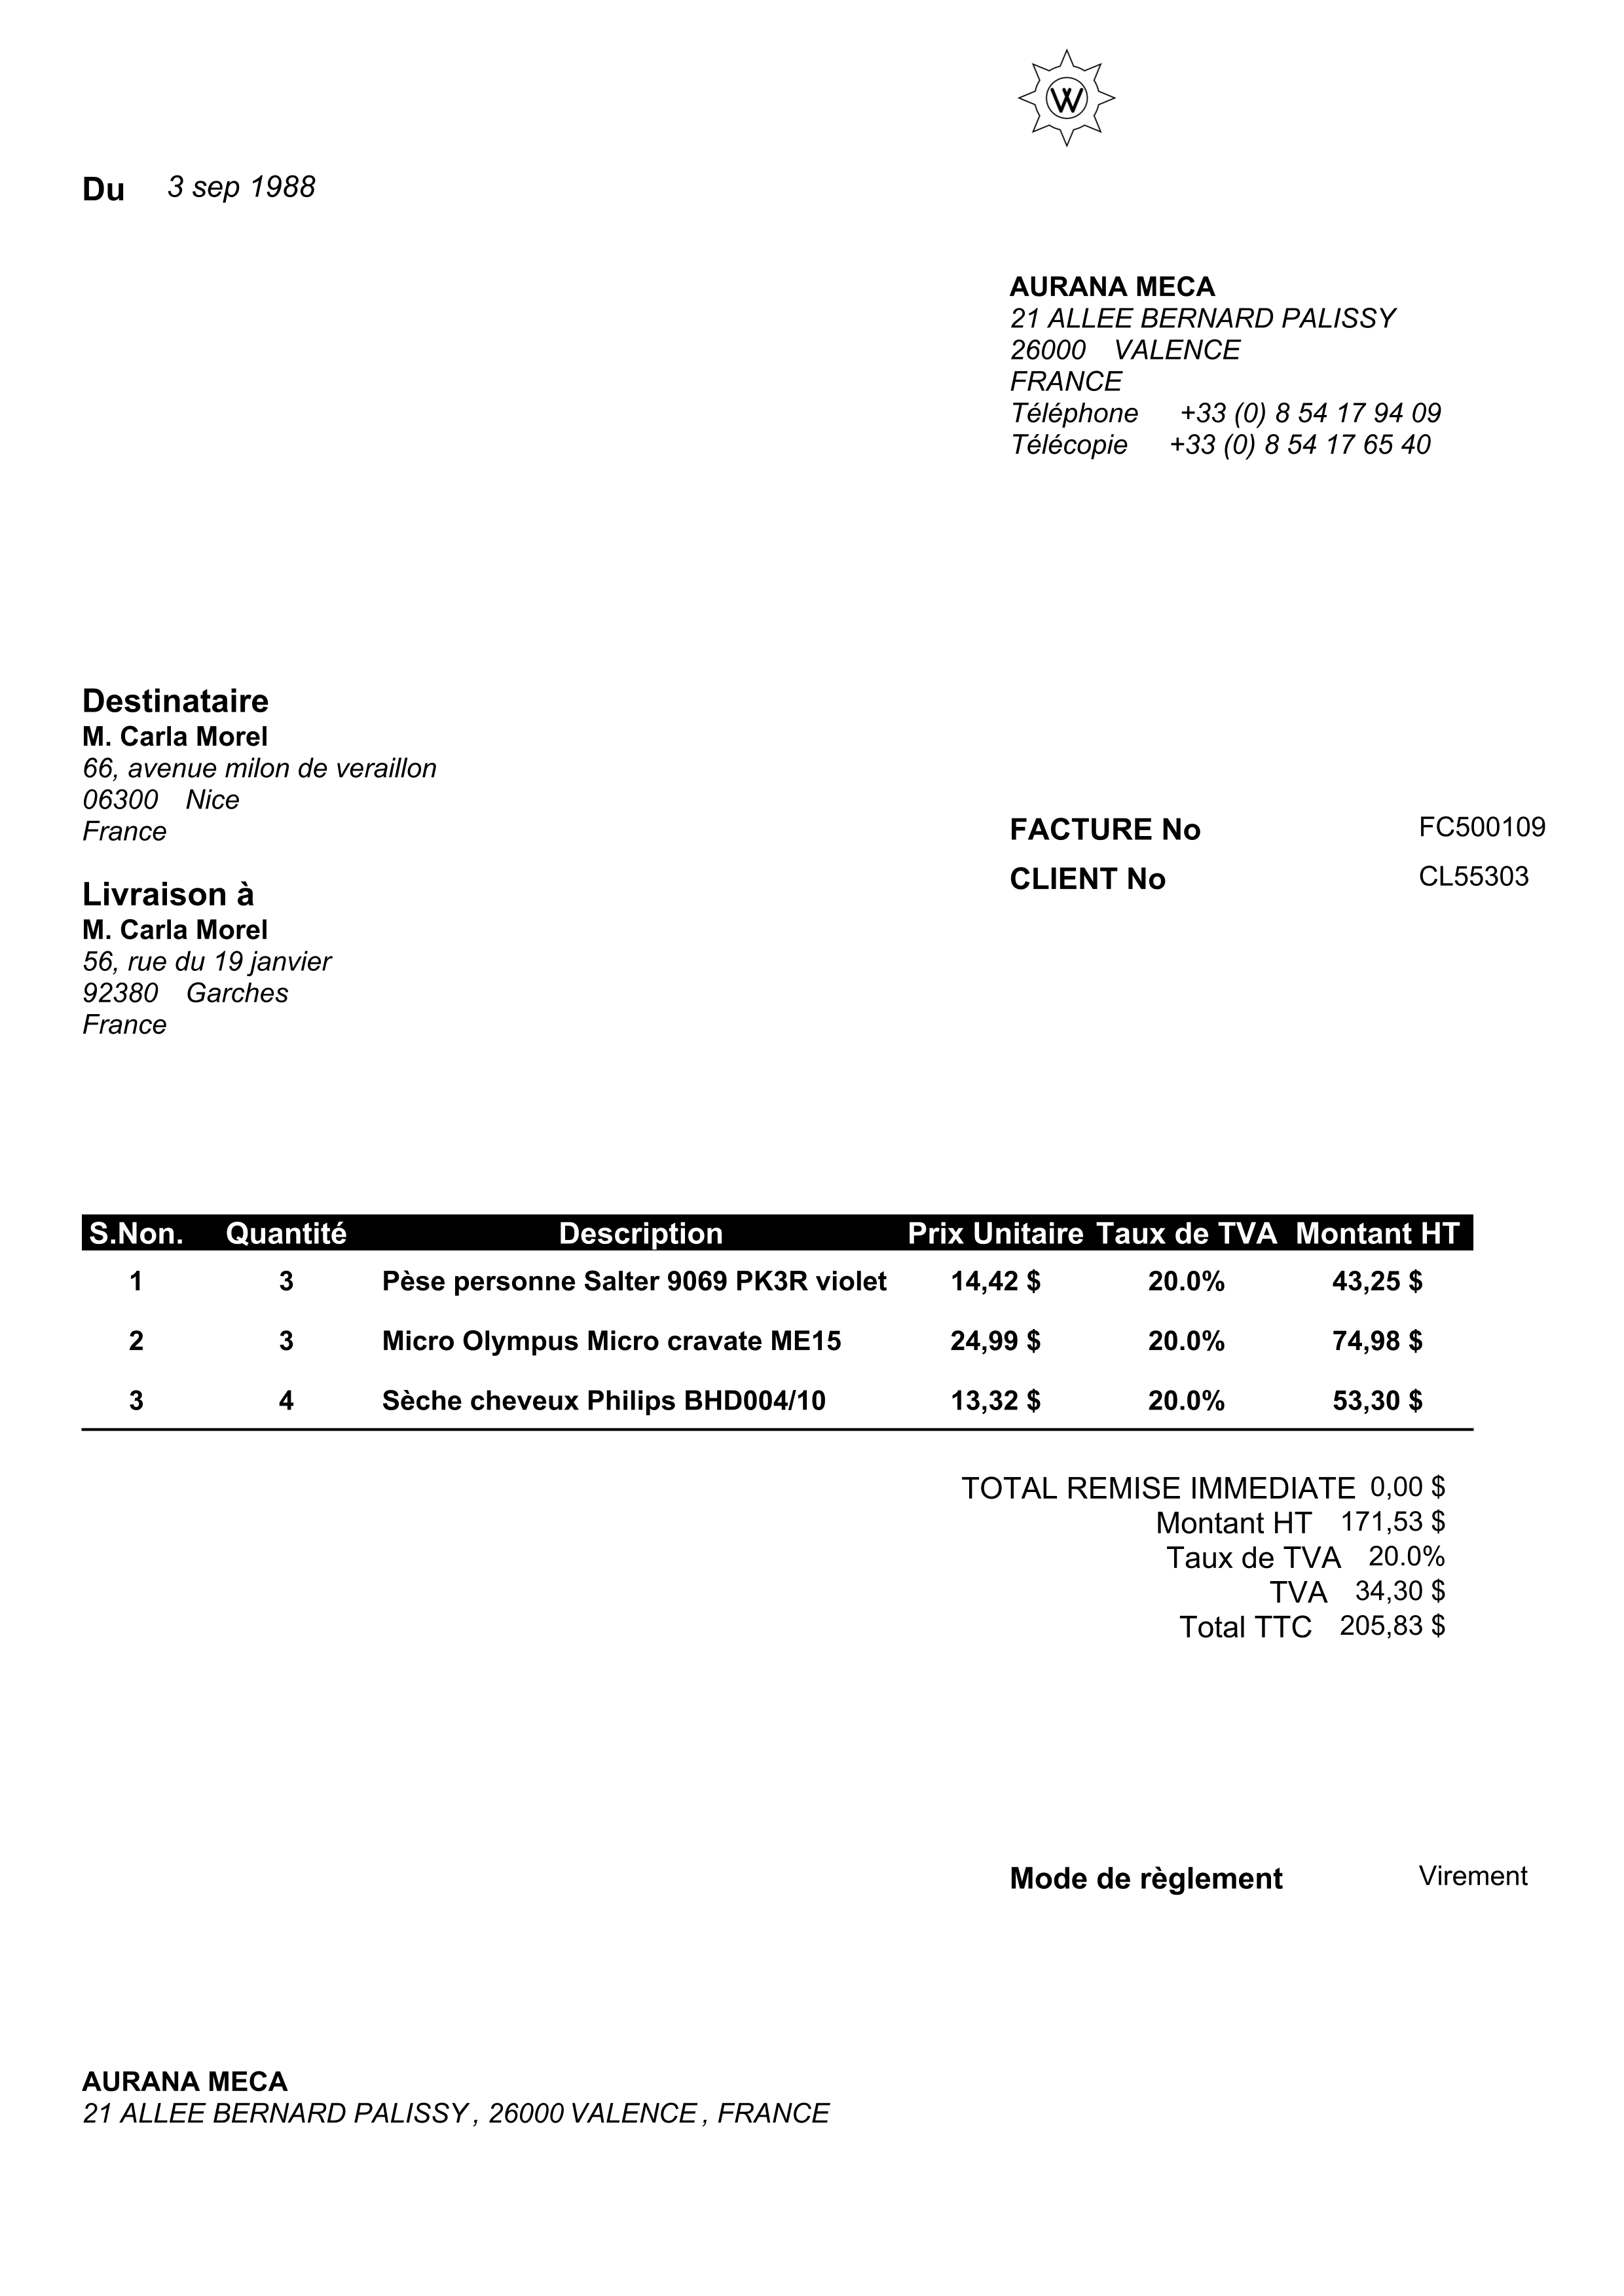 W
Du 3 sep 1988
AURANA MECA
21 ALLEE BERNARD PALISSY
26000 VALENCE
FRANCE
Téléphone +33 (0) 8 54 17 94 09
Télécopie +33 (0) 8 54 17 65 40
Destinataire
M. Carla Morel
66, avenue milon de veraillon
06300 Nice
France
FACTURE No FC500109
CLIENT No CL55303
Livraison à
M. Carla Morel
56, rue du 19 janvier
92380 Garches
France
S.Non. Quantité Description Prix Unitaire Taux de TVA Montant HT
1 3 Pèse personne Salter 9069 PK3R violet 14,42 $ 20.0% 43,25 $
2 3 Micro Olympus Micro cravate ME15 24,99 $ 20.0% 74,98 $
3 4 Sèche cheveux Philips BHD004/10 13,32 $ 20.0% 53,30 $
TOTAL REMISE IMMEDIATE 0,00 $
Montant HT 171,53 $
Taux de TVA 20.0%
TVA 34,30 $
Total TTC 205,83 $
Mode de règlement Virement
AURANA MECA
21 ALLEE BERNARD PALISSY , 26000 VALENCE , FRANCE